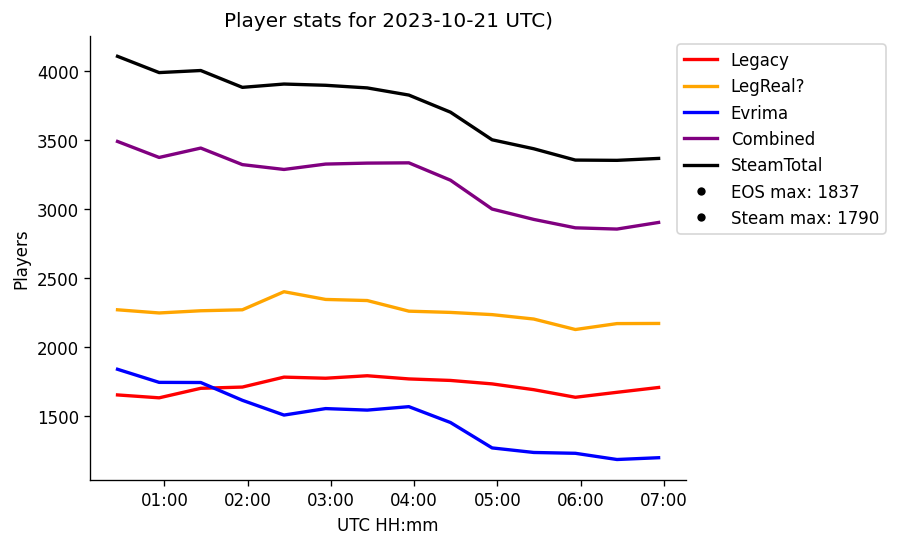 Player stats for 2023-10-21 UTC)
Legacy
LegReal?
Evrima
Combined
SteamTotal
EOS max: 1837
Steam max: 1790
Players
4000
3500
3000
2500
2000
1500
01:00 02:00 03:00 04:00 05:00 06:00 07:00
UTC HH:mm